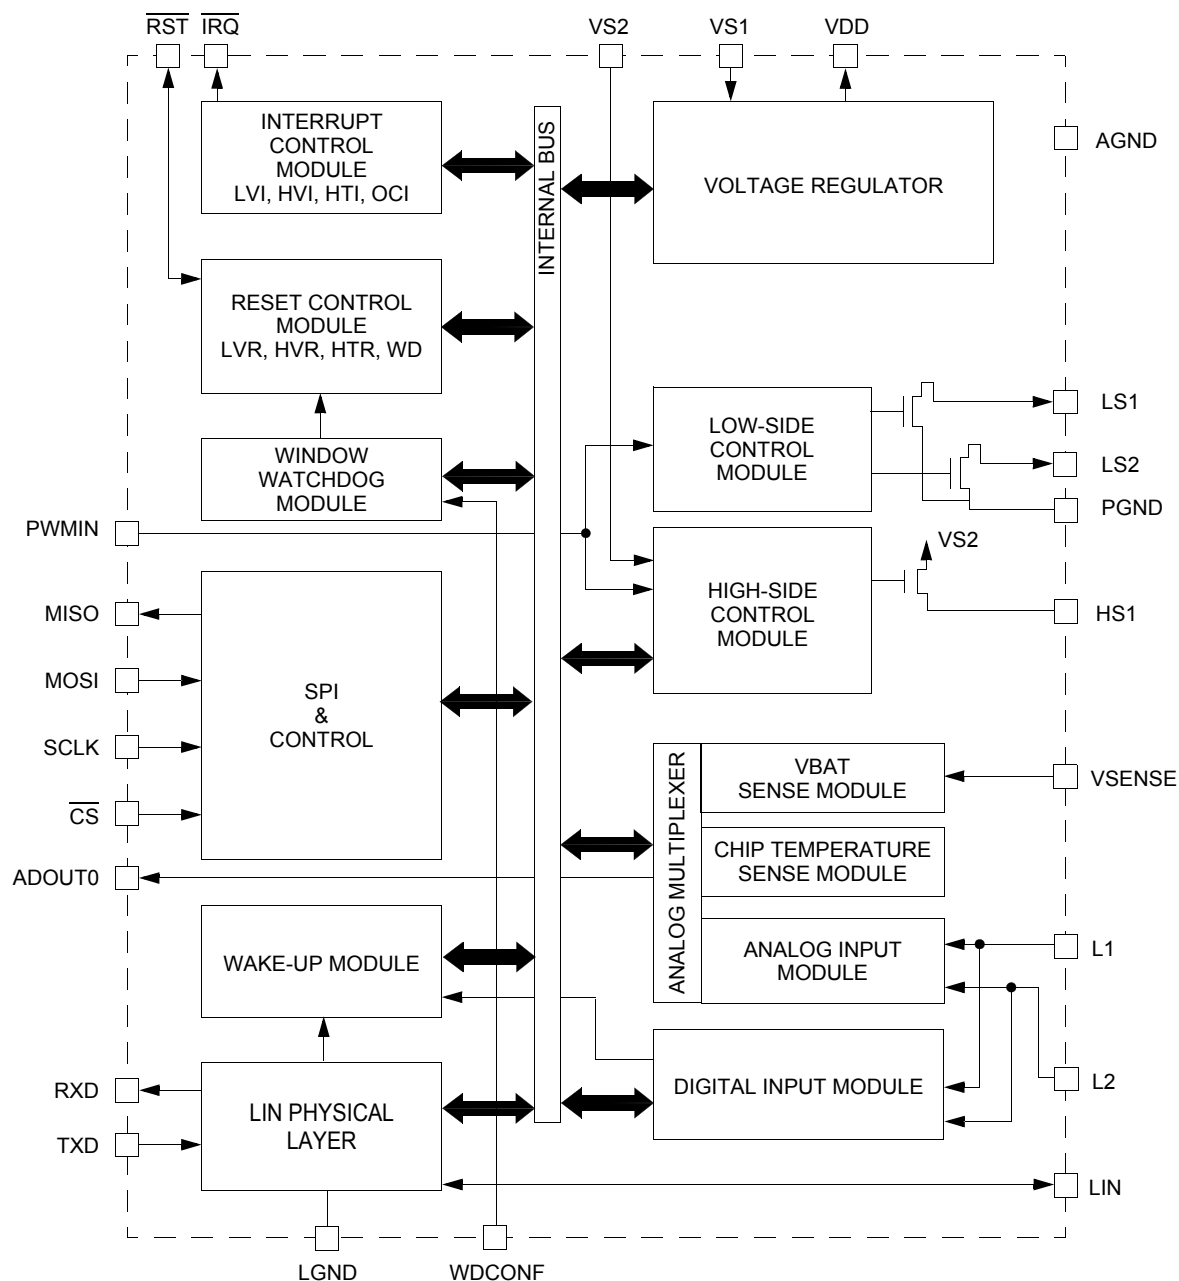 RST IRQ VS2 VS1 VDD
INTERRUPT
CONTROL
MODULE
LVI, HVI, HTI, OCI
INTERNAL BUS
VOLTAGE REGULATOR
AGND
RESET CONTROL
MODULE
LVR, HVR, HTR, WD
LOW-SIDE
CONTROL
MODULE
LS1
LS2
PGND
WINDOW
WATCHDOG
MODULE
PWMIN
VS2
HIGH-SIDE
CONTROL
MODULE
HS1
MISO
MOSI
SCLK
CS
SPI
&
CONTROL
ANALOG MULTIPLEXER
VBAT
SENSE MODULE
VSENSE
CHIP TEMPERATURE
SENSE MODULE
ADOUT0
ANALOG INPUT
MODULE
L1
WAKE-UP MODULE
DIGITAL INPUT MODULE
L2
RXD
TXD
LIN PHYSICAL
LAYER
LIN
LGND WDCONF